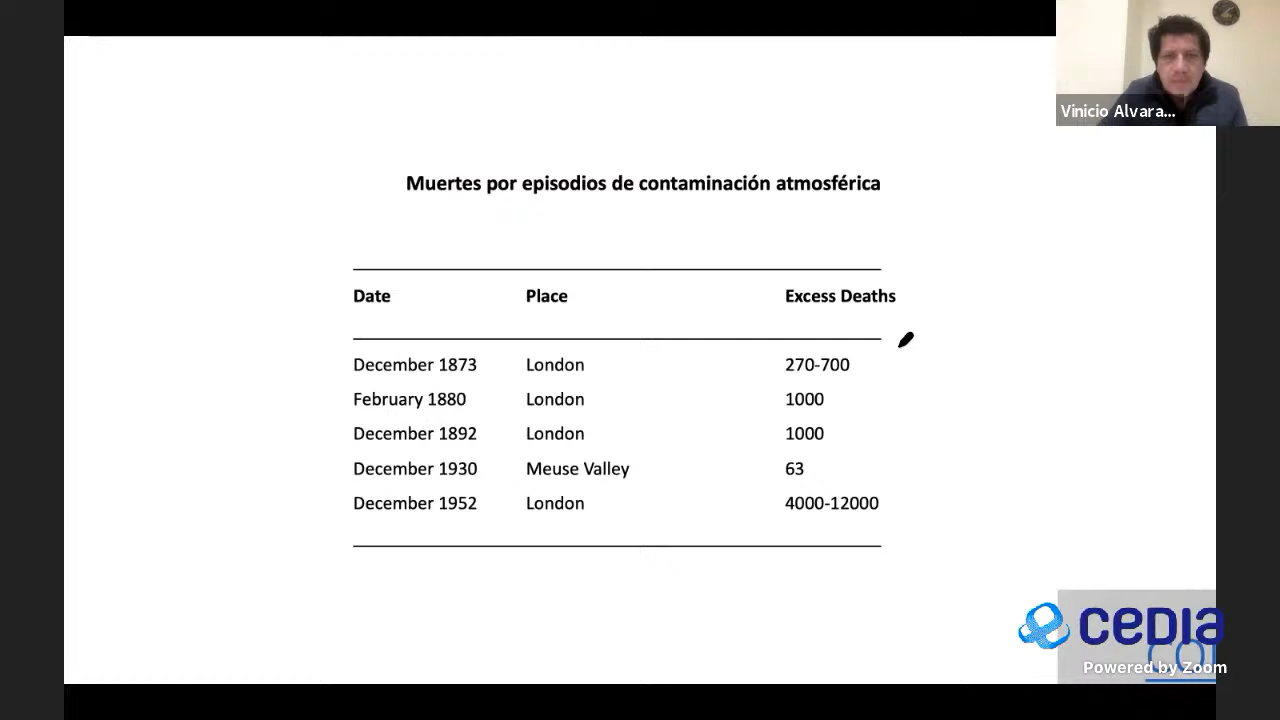 Vinicio Alvara...
Muertes por episodios de contaminación atmosférica
Date Place Excess Deaths
December 1873 London 270-700
February 1880 London 1000
December 1892 London 1000
December 1930 Meuse Valley 63
December 1952 London 4000-12000
cedia
Powered by Zoom